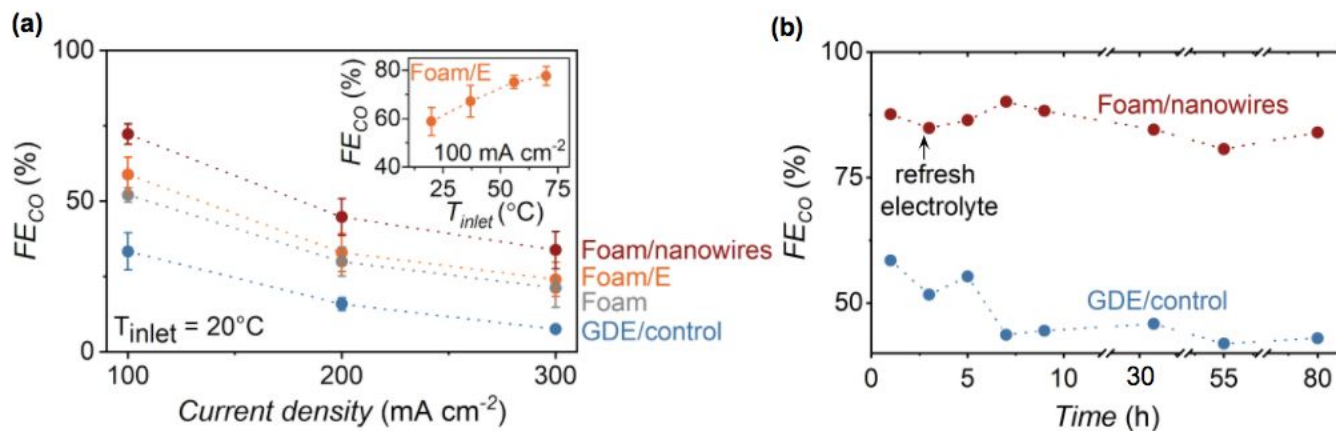 (a)
100
50
0
FE_CO (%)
100
200
300
Current density (mA cm⁻²)
T_inlet = 20°C
Foam/nanowires
Foam/E
Foam
GDE/control
Foam/E
80
60
40
FE_CO (%)
100 mA cm⁻²
25
50
75
T_inlet (°C)
(b)
100
75
50
FE_CO (%)
Foam/nanowires
refresh
electrolyte
GDE/control
0
5
10
30
55
80
Time (h)